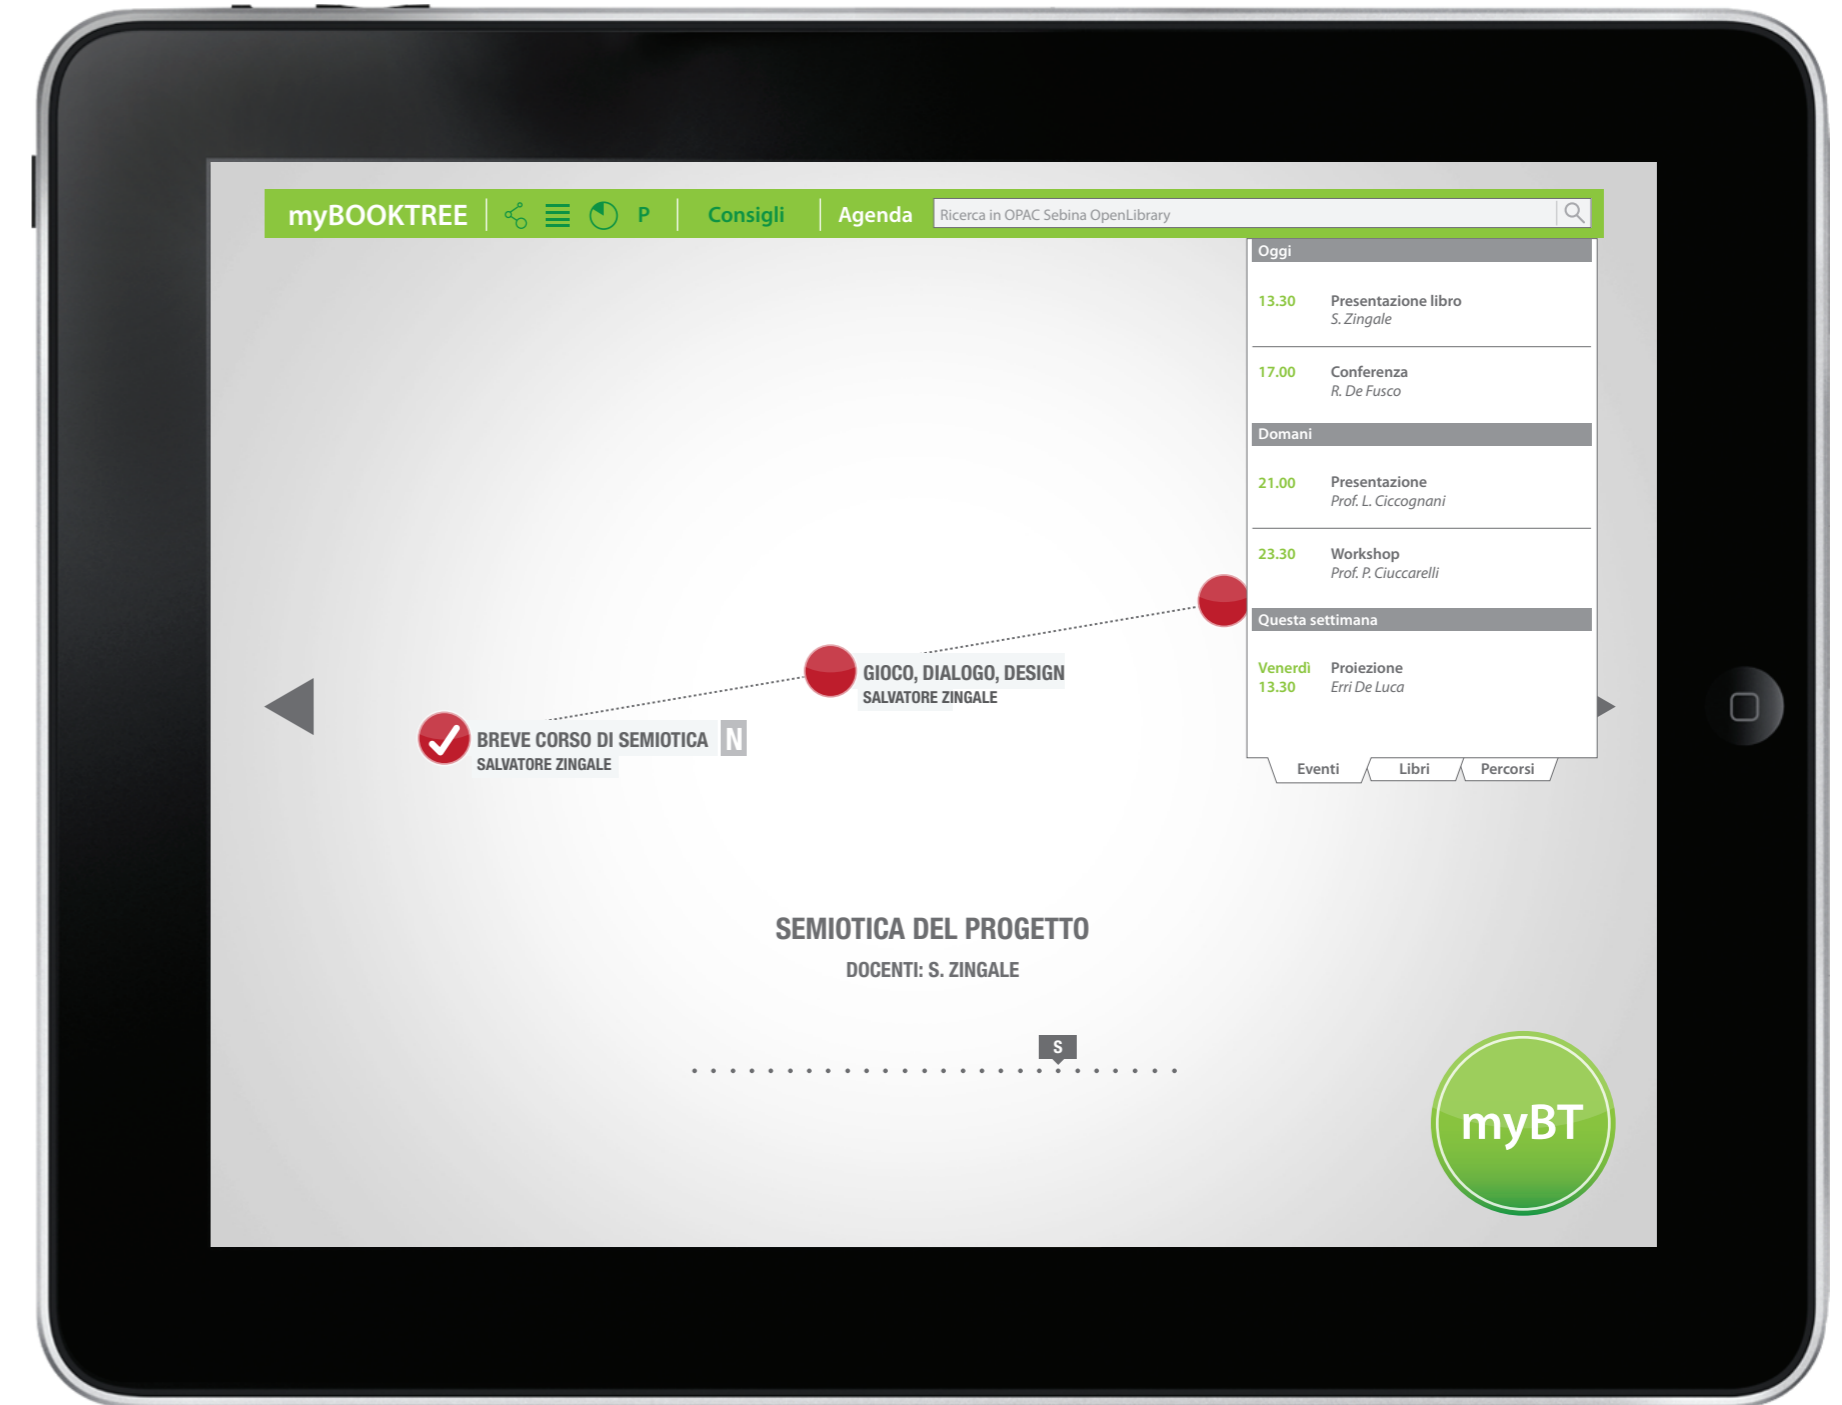 myBOOKTREE P Consigli Agenda Ricerca in OPAC Sebina OpenLibrary
Oggi
13.30 Presentazione libro
S. Zingale
17.00 Conferenza
R. De Fusco
Domani
21.00 Presentazione
Prof. L. Ciccognani
23.30 Workshop
Prof. P. Ciuccarelli
Questa settimana
Venerdì Proiezione
13.30 Erri De Luca
Eventi Libri Percorsi
GIOCO, DIALOGO, DESIGN
SALVATORE ZINGALE
BREVE CORSO DI SEMIOTICA N
SALVATORE ZINGALE
SEMIOTICA DEL PROGETTO
DOCENTI: S. ZINGALE
S
myBT